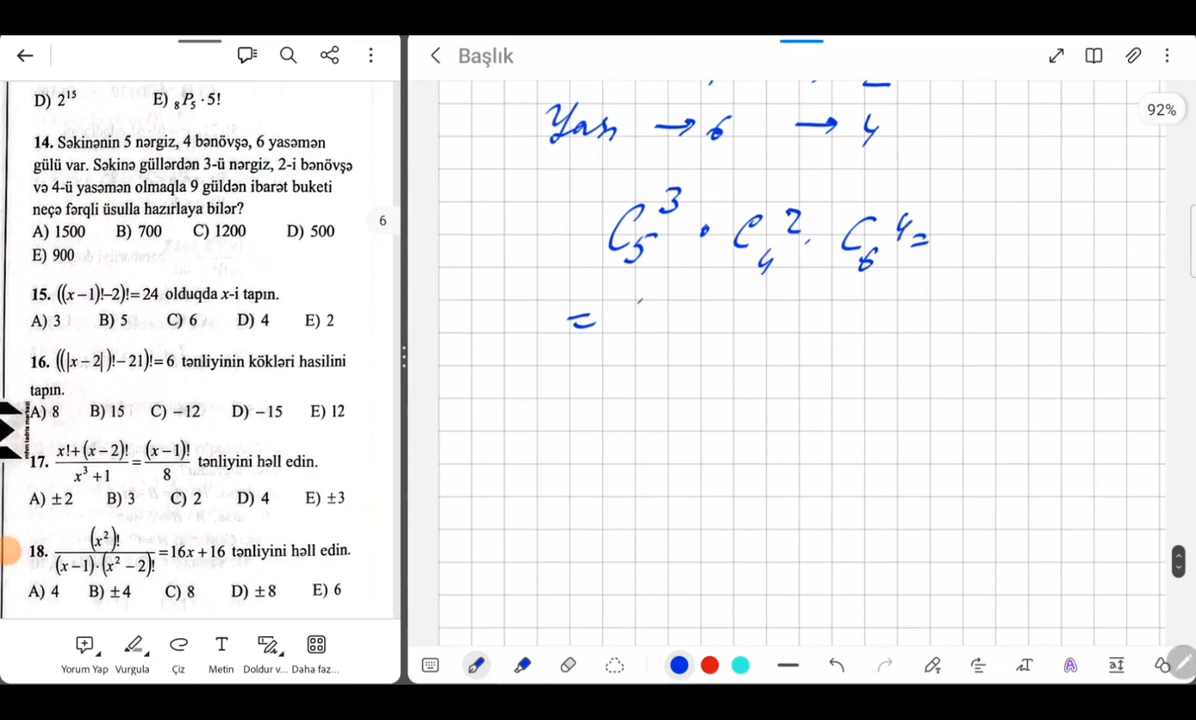 D) 2¹⁵ E) ₈P₅ · 5!
14. Səkinənin 5 nərgiz, 4 bənövşə, 6 yasəmən
gülü var. Səkinə güllərdən 3-ü nərgiz, 2-i bənövşə
və 4-ü yasəmən olmaqla 9 güldən ibarət buketi
neçə fərqli üsulla hazırlaya bilər?
A) 1500 B) 700 C) 1200 D) 500
E) 900
15. ((x−1)!−2)!=24 olduqda x-i tapın.
A) 3 B) 5 C) 6 D) 4 E) 2
16. ((|x−2|)!−21)!=6 tənliyinin kökləri hasilini
tapın.
A) 8 B) 15 C) −12 D) −15 E) 12
17. (x!+(x−2)!)/(x³+1) = (x−1)!/8 tənliyini həll edin.
A) ±2 B) 3 C) 2 D) 4 E) ±3
18. (x²)!/((x−1)·(x²−2)!) =16x+16 tənliyini həll edin.
A) 4 B) ±4 C) 8 D) ±8 E) 6
6
Yorum Yap Vurgula Çiz Metin Doldur v... Daha faz...
Başlık
92%
Yas → 6 → 4
C₅³ · C₄² · C₆⁴ =
=